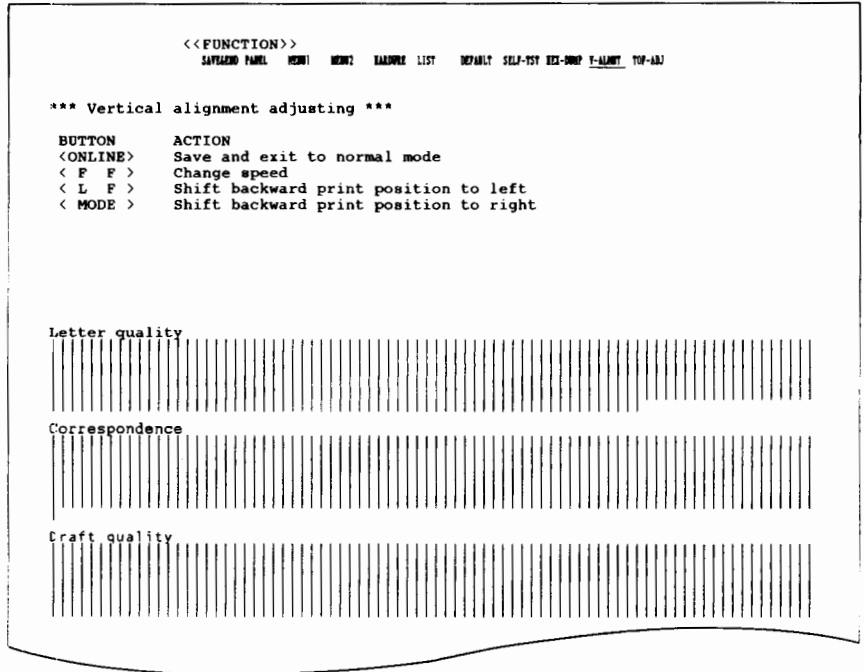 <<FUNCTION>>
SAVE&END PANEL MENU1 MENU2 HARDWRE LIST DEFAULT SELF-TST HEX-DUMP V-ALMNT TOP-ADJ
*** Vertical alignment adjusting ***
BUTTON ACTION
<ONLINE> Save and exit to normal mode
< F F > Change speed
< L F > Shift backward print position to left
< MODE > Shift backward print position to right
Letter quality
Correspondence
Draft quality